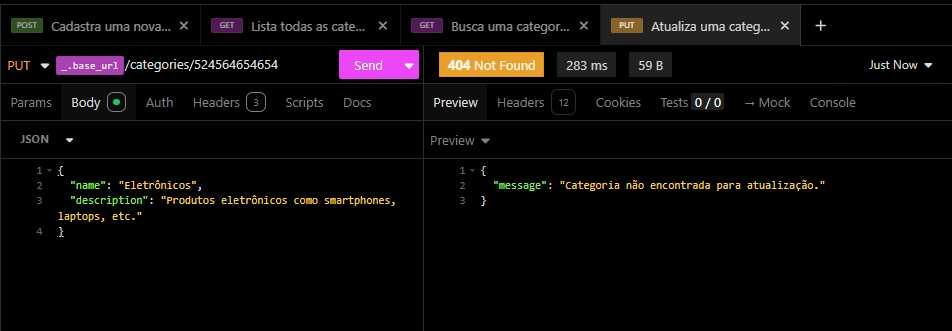 POST Cadastra uma nova... × GET Lista todas as cate... × GET Busca uma categor... × PUT Atualiza uma categ... × +
PUT _.base_url/categories/524564654654 Send 404 Not Found 283 ms 59 B Just Now
Params Body Auth Headers 3 Scripts Docs Preview Headers 12 Cookies Tests 0 / 0 → Mock Console
JSON
Preview
1 {
2 "name": "Eletrônicos",
3 "description": "Produtos eletrônicos como smartphones,
laptops, etc."
4 }
1 {
2 "message": "Categoria não encontrada para atualização."
3 }